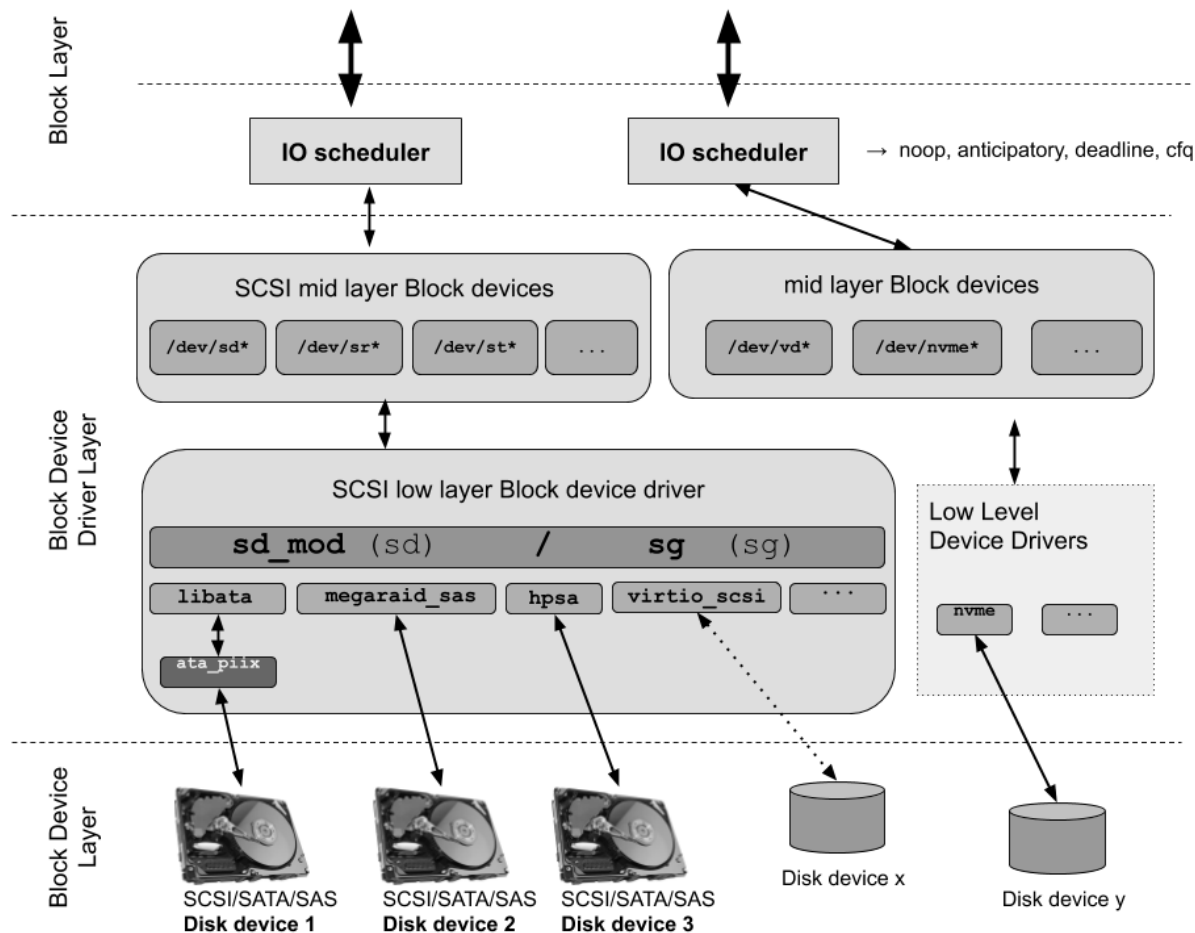 Block Layer
IO scheduler
IO scheduler
→ noop, anticipatory, deadline, cfq
Block Device
Driver Layer
SCSI mid layer Block devices
/dev/sd*
/dev/sr*
/dev/st*
...
mid layer Block devices
/dev/vd*
/dev/nvme*
...
SCSI low layer Block device driver
sd_mod (sd) / sg (sg)
libata
megaraid_sas
hpsa
virtio_scsi
...
ata_piix
Low Level
Device Drivers
nvme
...
Block Device
Layer
SCSI/SATA/SAS
Disk device 1
SCSI/SATA/SAS
Disk device 2
SCSI/SATA/SAS
Disk device 3
Disk device x
Disk device y